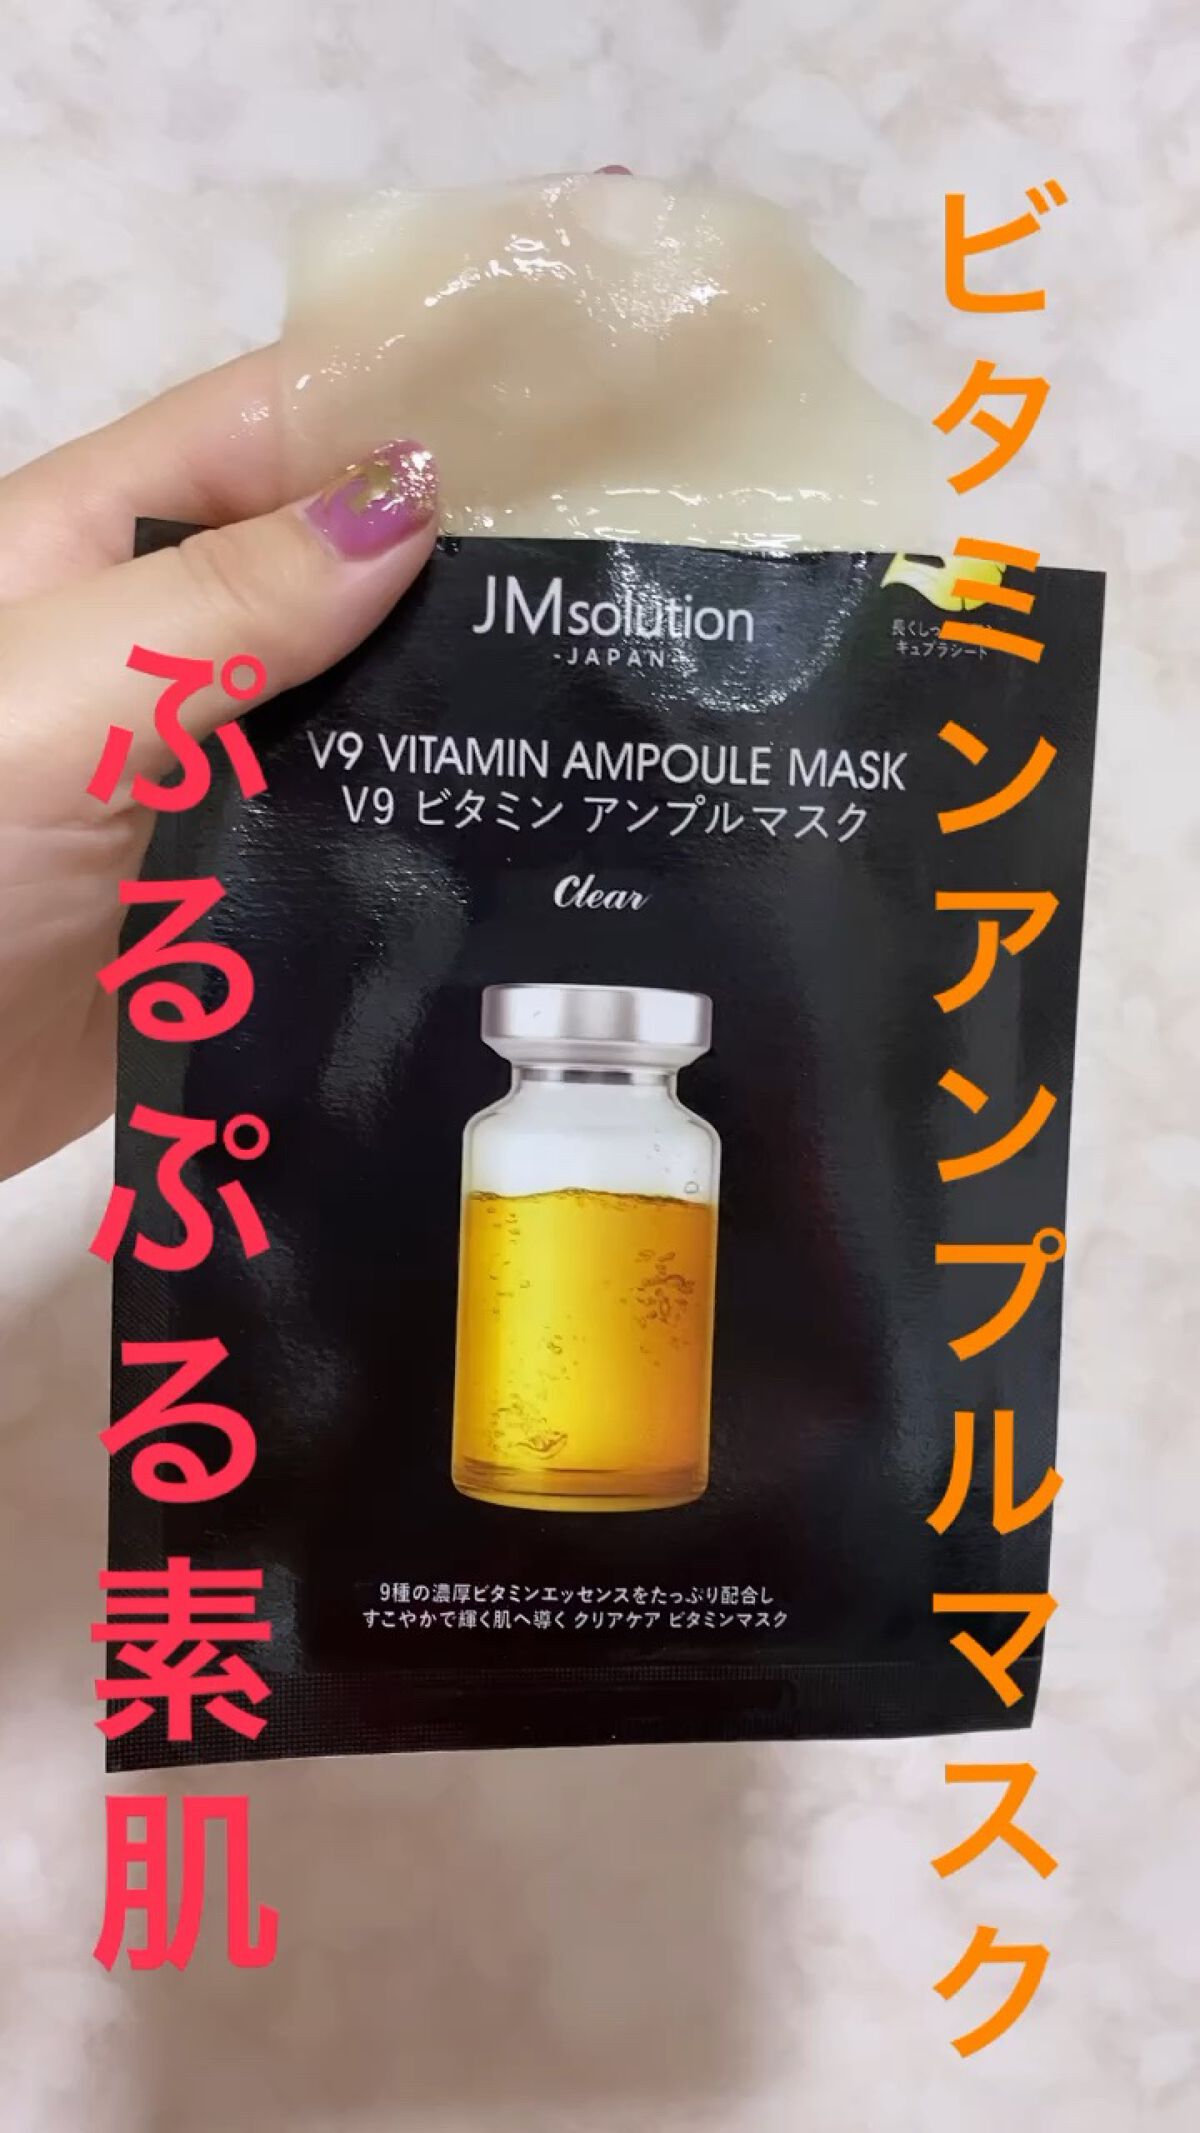 ビタミンアンプルマスク
ぷるぷる素肌
JMsolution
-JAPAN-
長くしっ
キュプラシート
V9 VITAMIN AMPOULE MASK
V9 ビタミン アンプルマスク
Clear
9種の濃厚ビタミンエッセンスをたっぷり配合し
すこやかで輝く肌へ導く クリアケア ビタミンマスク